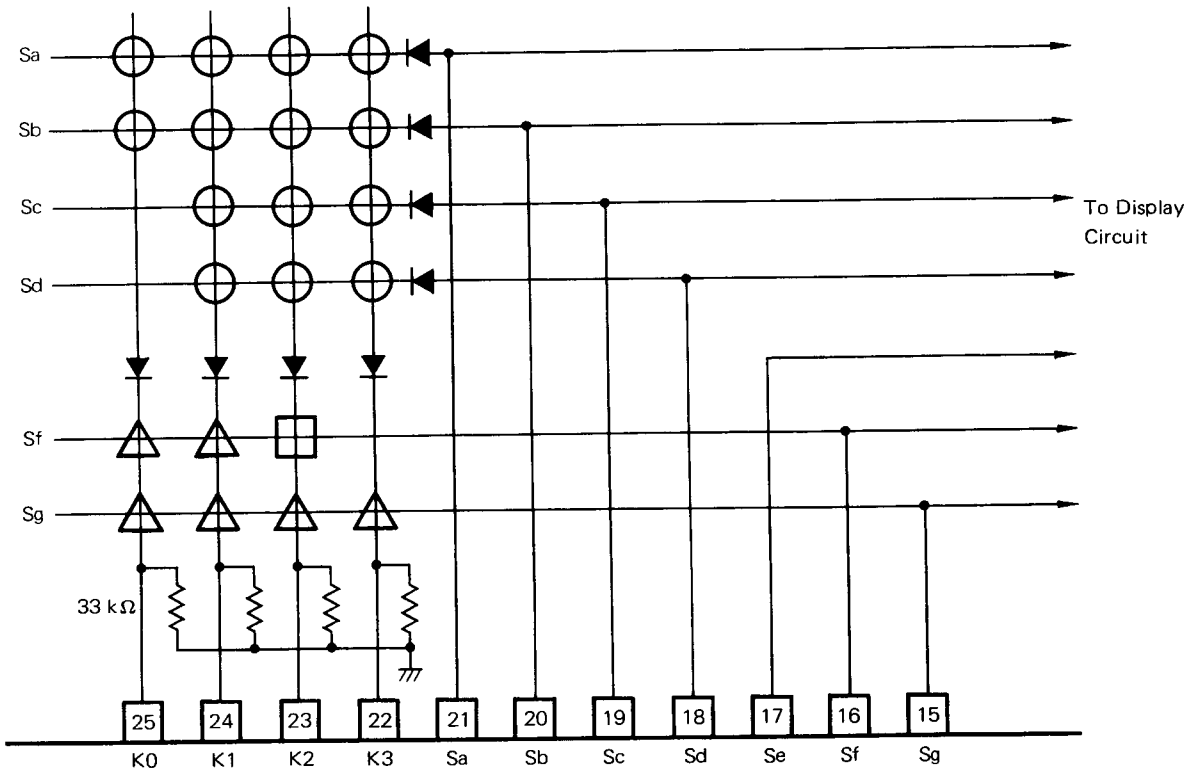 Sa
Sb
Sc
To Display
Circuit
Sd
Sf
Sg
33 kΩ
25 24 23 22 21 20 19 18 17 16 15
K0 K1 K2 K3 Sa Sb Sc Sd Se Sf Sg